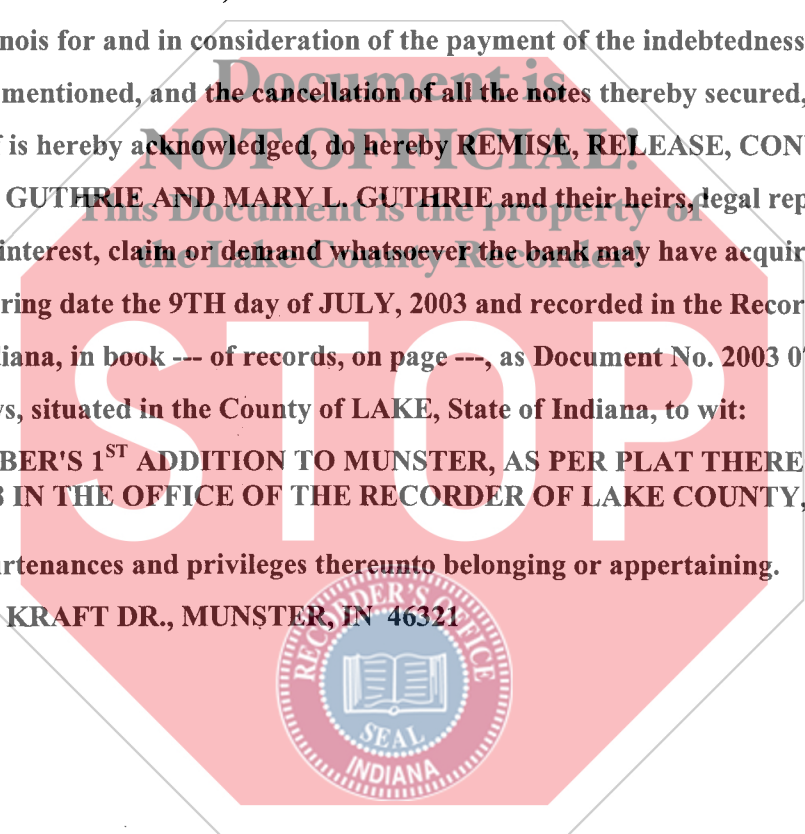 nois for and in consideration of the payment of the indebtedness
Document is
mentioned, and the cancellation of all the notes thereby secured,
NOT OFFICIAL!
is hereby acknowledged, do hereby REMISE, RELEASE, CON
GUTHRIE AND MARY L. GUTHRIE and their heirs, legal rep
This Document is the property of
interest, claim or demand whatsoever the bank may have acquir
the Lake County Recorder!
ring date the 9TH day of JULY, 2003 and recorded in the Recor
diana, in book --- of records, on page ---, as Document No. 2003 07
s, situated in the County of LAKE, State of Indiana, to wit:
STOP
BER'S 1ST ADDITION TO MUNSTER, AS PER PLAT THERE
IN THE OFFICE OF THE RECORDER OF LAKE COUNTY,
rtenances and privileges thereunto belonging or appertaining.
KRAFT DR., MUNSTER, IN 46321
RECORDER'S OFFICE
SEAL
INDIANA